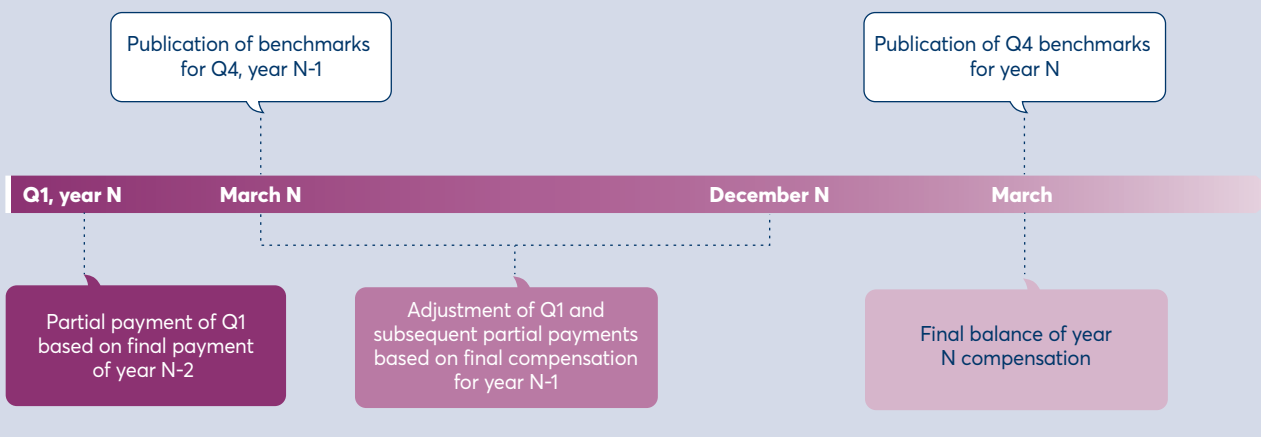 Publication of benchmarks
for Q4, year N-1
Publication of Q4 benchmarks
for year N
Q1, year N
March N
December N
March
Partial payment of Q1
based on final payment
of year N-2
Adjustment of Q1 and
subsequent partial payments
based on final compensation
for year N-1
Final balance of year
N compensation